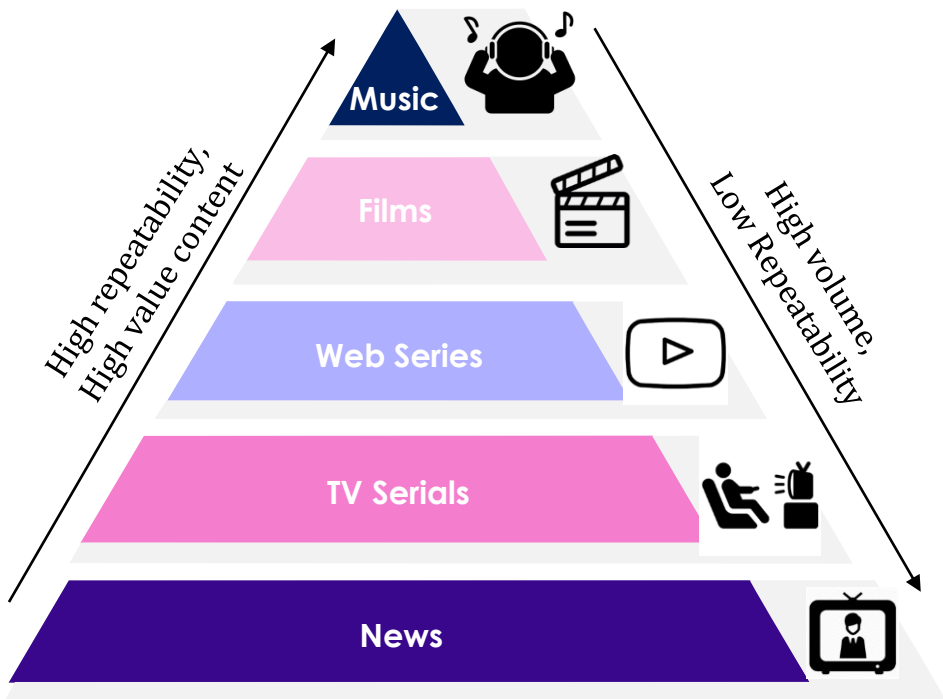 Music
Films
Web Series
TV Serials
News
High repeatability,
High value content
High volume,
Low Repeatability